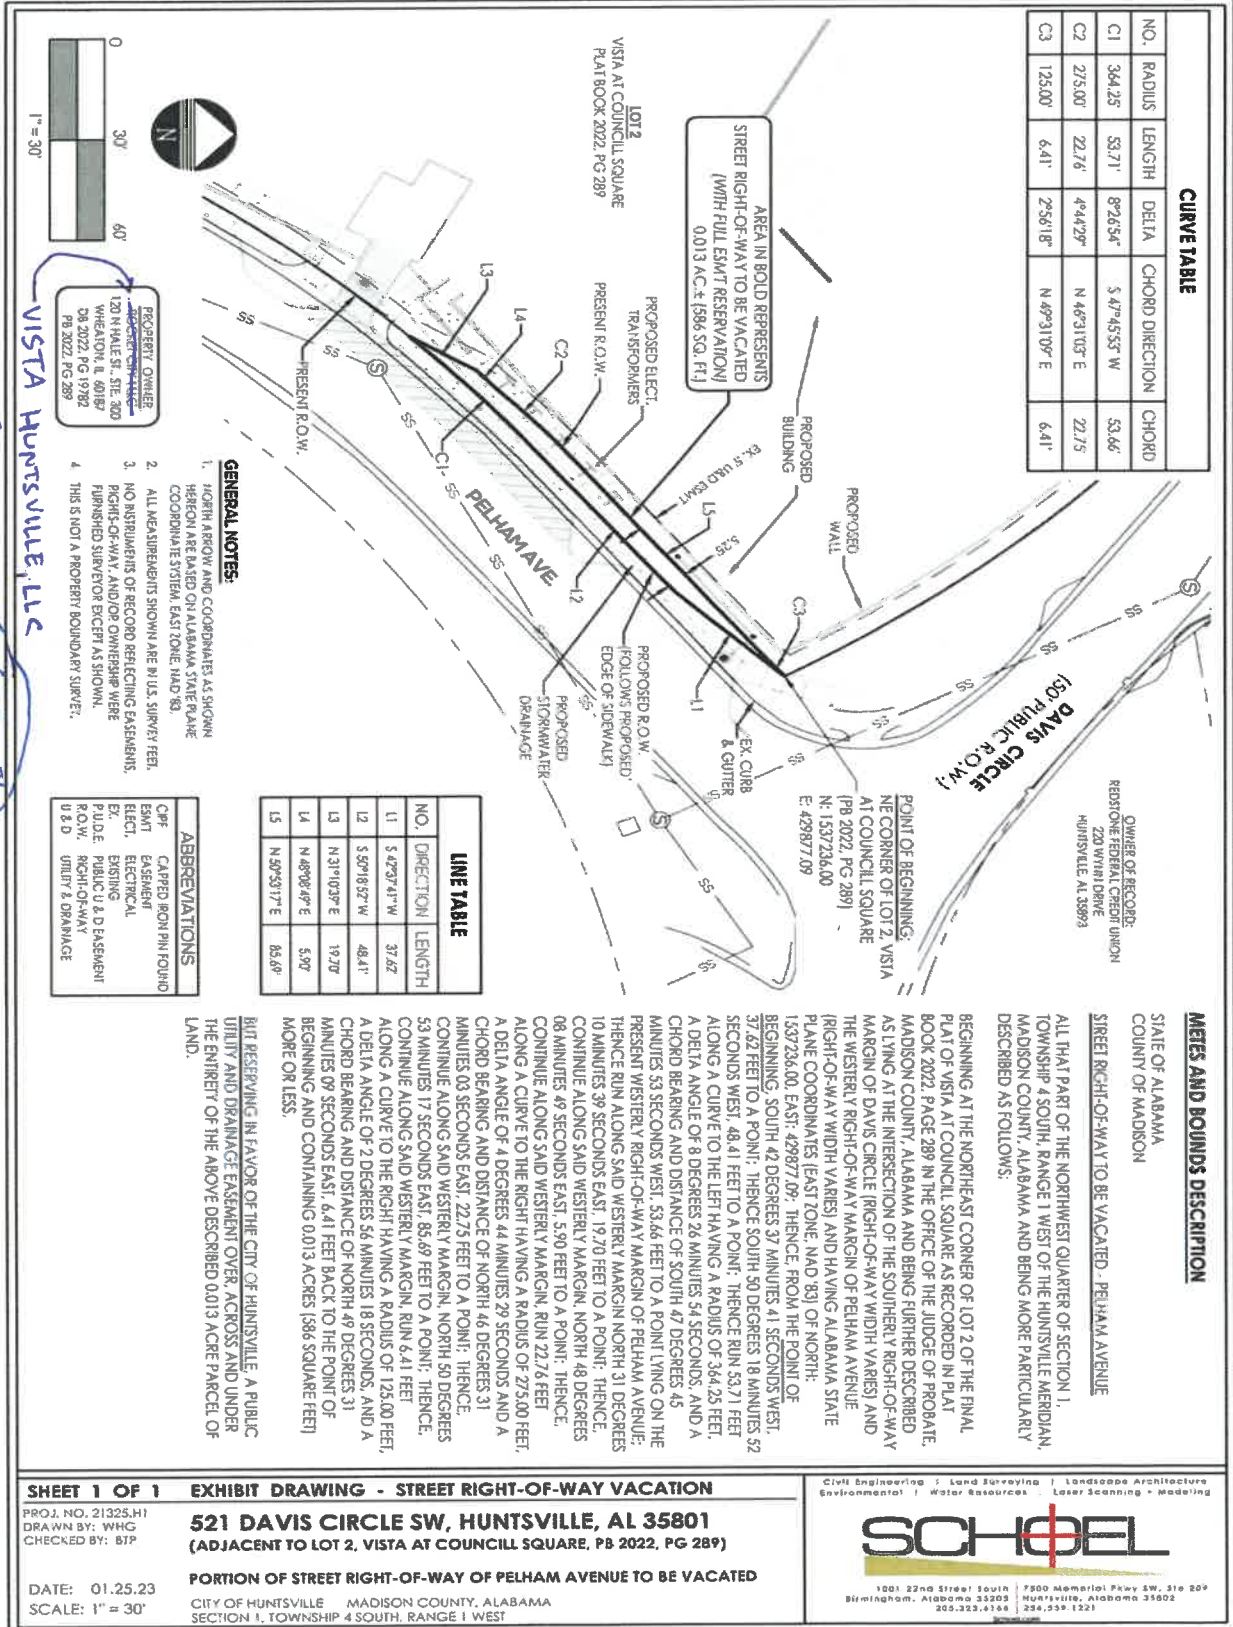 CURVE TABLE
NO. RADIUS LENGTH DELTA CHORD DIRECTION CHORD
C1 364.25' 53.71' 8°26'54" S 47°45'53" W 53.66'
C2 275.00' 22.76' 4°44'29" N 46°31'03" E 22.75'
C3 125.00' 6.41' 2°56'18" N 49°31'09" E 6.41'
LOT 2
VISTA AT COUNCILL SQUARE
PLAT BOOK 2022, PG 289
AREA IN BOLD REPRESENTS
STREET RIGHT-OF-WAY TO BE VACATED
(WITH FULL ESMT RESERVATION)
0.013 AC.± (586 SQ. FT.)
PROPOSED
BUILDING
PROPOSED
WALL
PROPOSED ELECT.
TRANSFORMERS
PRESENT R.O.W.
EX. 5' U&D ESMT
C2
L4
L3
L5
5.25'
C3
C1
L2
L1
PELHAM AVE
PRESENT R.O.W.
SS
S
PROPOSED R.O.W.
(FOLLOWS PROPOSED
EDGE OF SIDEWALK)
PROPOSED
STORMWATER
DRAINAGE
EX. CURB
& GUTTER
DAVIS CIRCLE
(50' PUBLIC R.O.W.)
POINT OF BEGINNING:
NE CORNER OF LOT 2, VISTA
AT COUNCILL SQUARE
(PB 2022, PG 289)
N: 1537236.00
E: 429877.09
OWNER OF RECORD:
REDSTONE FEDERAL CREDIT UNION
220 WYNN DRIVE
HUNTSVILLE, AL 35893
N
0 30' 60'
1" = 30'
PROPERTY OWNER
120 N HALE ST., STE. 300
WHEATON, IL 60187
DB 2022, PG 19782
PB 2022, PG 289
VISTA HUNTSVILLE, LLC
GENERAL NOTES:
1. NORTH ARROW AND COORDINATES AS SHOWN
HEREON ARE BASED ON ALABAMA STATE PLANE
COORDINATE SYSTEM, EAST ZONE, NAD '83.
2. ALL MEASUREMENTS SHOWN ARE IN U.S. SURVEY FEET.
3. NO INSTRUMENTS OF RECORD REFLECTING EASEMENTS,
RIGHTS-OF-WAY, AND/OR OWNERSHIP WERE
FURNISHED SURVEYOR EXCEPT AS SHOWN.
4. THIS IS NOT A PROPERTY BOUNDARY SURVEY.
LINE TABLE
NO. DIRECTION LENGTH
L1 S 42°37'41" W 37.62'
L2 S 50°18'52" W 48.41'
L3 N 31°10'39" E 19.70'
L4 N 48°08'49" E 5.90'
L5 N 50°53'17" E 85.69'
ABBREVIATIONS
CIPF CAPPED IRON PIN FOUND
ESMT EASEMENT
ELECT. ELECTRICAL
EX. EXISTING
P.U.D.E. PUBLIC U & D EASEMENT
R.O.W. RIGHT-OF-WAY
U & D UTILITY & DRAINAGE
METES AND BOUNDS DESCRIPTION
STATE OF ALABAMA
COUNTY OF MADISON
STREET RIGHT-OF-WAY TO BE VACATED - PELHAM AVENUE
ALL THAT PART OF THE NORTHWEST QUARTER OF SECTION 1,
TOWNSHIP 4 SOUTH, RANGE 1 WEST OF THE HUNTSVILLE MERIDIAN,
MADISON COUNTY, ALABAMA AND BEING MORE PARTICULARLY
DESCRIBED AS FOLLOWS:
BEGINNING AT THE NORTHEAST CORNER OF LOT 2 OF THE FINAL
PLAT OF VISTA AT COUNCILL SQUARE AS RECORDED IN PLAT
BOOK 2022, PAGE 289 IN THE OFFICE OF THE JUDGE OF PROBATE,
MADISON COUNTY, ALABAMA AND BEING FURTHER DESCRIBED
AS LYING AT THE INTERSECTION OF THE SOUTHERLY RIGHT-OF-WAY
MARGIN OF DAVIS CIRCLE (RIGHT-OF-WAY WIDTH VARIES) AND
THE WESTERLY RIGHT-OF-WAY MARGIN OF PELHAM AVENUE
(RIGHT-OF-WAY WIDTH VARIES) AND HAVING ALABAMA STATE
PLANE COORDINATES (EAST ZONE, NAD '83) OF NORTH:
1537236.00, EAST: 429877.09; THENCE, FROM THE POINT OF
BEGINNING, SOUTH 42 DEGREES 37 MINUTES 41 SECONDS WEST,
37.62 FEET TO A POINT; THENCE SOUTH 50 DEGREES 18 MINUTES 52
SECONDS WEST, 48.41 FEET TO A POINT; THENCE RUN 53.71 FEET
ALONG A CURVE TO THE LEFT HAVING A RADIUS OF 364.25 FEET,
A DELTA ANGLE OF 8 DEGREES 26 MINUTES 54 SECONDS, AND A
CHORD BEARING AND DISTANCE OF SOUTH 47 DEGREES 45
MINUTES 53 SECONDS WEST, 53.66 FEET TO A POINT LYING ON THE
PRESENT WESTERLY RIGHT-OF-WAY MARGIN OF PELHAM AVENUE;
THENCE RUN ALONG SAID WESTERLY MARGIN NORTH 31 DEGREES
10 MINUTES 39 SECONDS EAST, 19.70 FEET TO A POINT; THENCE,
CONTINUE ALONG SAID WESTERLY MARGIN, NORTH 48 DEGREES
08 MINUTES 49 SECONDS EAST, 5.90 FEET TO A POINT; THENCE,
CONTINUE ALONG SAID WESTERLY MARGIN, RUN 22.76 FEET
ALONG A CURVE TO THE RIGHT HAVING A RADIUS OF 275.00 FEET,
A DELTA ANGLE OF 4 DEGREES 44 MINUTES 29 SECONDS AND A
CHORD BEARING AND DISTANCE OF NORTH 46 DEGREES 31
MINUTES 03 SECONDS EAST, 22.75 FEET TO A POINT; THENCE,
CONTINUE ALONG SAID WESTERLY MARGIN, NORTH 50 DEGREES
53 MINUTES 17 SECONDS EAST, 85.69 FEET TO A POINT; THENCE,
CONTINUE ALONG SAID WESTERLY MARGIN, RUN 6.41 FEET
ALONG A CURVE TO THE RIGHT HAVING A RADIUS OF 125.00 FEET,
A DELTA ANGLE OF 2 DEGREES 56 MINUTES 18 SECONDS, AND A
CHORD BEARING AND DISTANCE OF NORTH 49 DEGREES 31
MINUTES 09 SECONDS EAST, 6.41 FEET BACK TO THE POINT OF
BEGINNING AND CONTAINING 0.013 ACRES (586 SQUARE FEET)
MORE OR LESS.
BUT RESERVING IN FAVOR OF THE CITY OF HUNTSVILLE, A PUBLIC
UTILITY AND DRAINAGE EASEMENT OVER, ACROSS AND UNDER
THE ENTIRETY OF THE ABOVE DESCRIBED 0.013 ACRE PARCEL OF
LAND.
SHEET 1 OF 1
PROJ. NO. 21325.H1
DRAWN BY: WHG
CHECKED BY: BTP
DATE: 01.25.23
SCALE: 1" = 30'
EXHIBIT DRAWING - STREET RIGHT-OF-WAY VACATION
521 DAVIS CIRCLE SW, HUNTSVILLE, AL 35801
(ADJACENT TO LOT 2, VISTA AT COUNCILL SQUARE, PB 2022, PG 289)
PORTION OF STREET RIGHT-OF-WAY OF PELHAM AVENUE TO BE VACATED
CITY OF HUNTSVILLE MADISON COUNTY, ALABAMA
SECTION 1, TOWNSHIP 4 SOUTH, RANGE 1 WEST
Civil Engineering | Land Surveying | Landscape Architecture
Environmental | Water Resources | Laser Scanning + Modeling
SCHOEL
1001 22nd Street South
Birmingham, Alabama 35205
205.323.6166
7500 Memorial Pkwy SW, Ste 209
Huntsville, Alabama 35802
256.539.1221